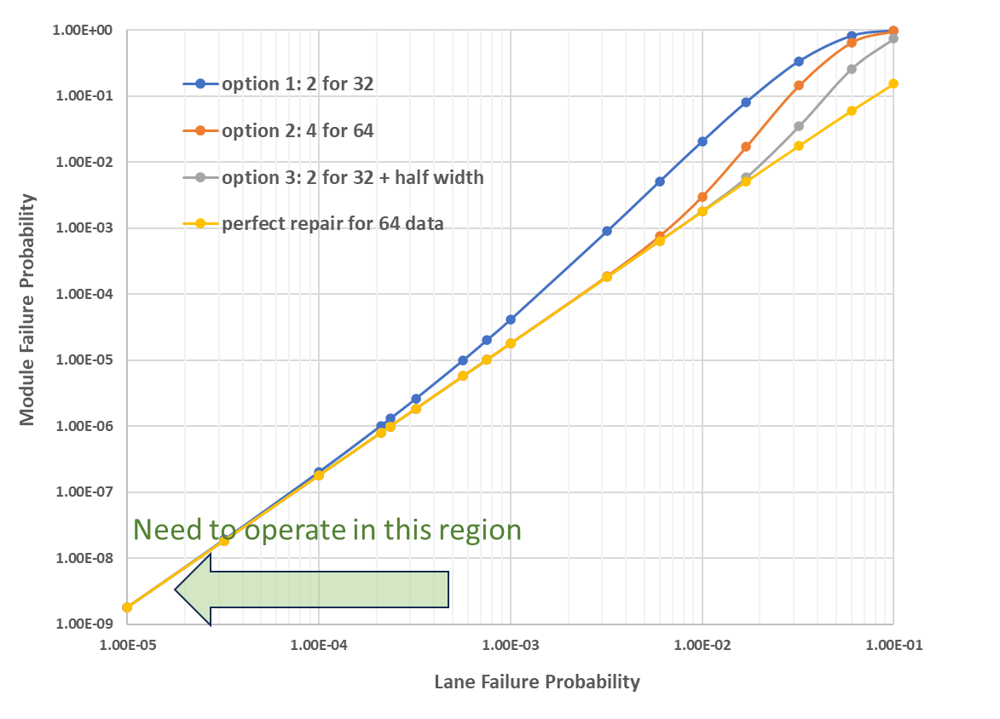 1.00E+00
option 1: 2 for 32
1.00E-01
option 2: 4 for 64
1.00E-02
option 3: 2 for 32 + half width
perfect repair for 64 data
1.00E-03
Module Failure Probability
1.00E-04
1.00E-05
1.00E-06
1.00E-07
Need to operate in this region
1.00E-08
1.00E-09
1.00E-05 1.00E-04 1.00E-03 1.00E-02 1.00E-01
Lane Failure Probability